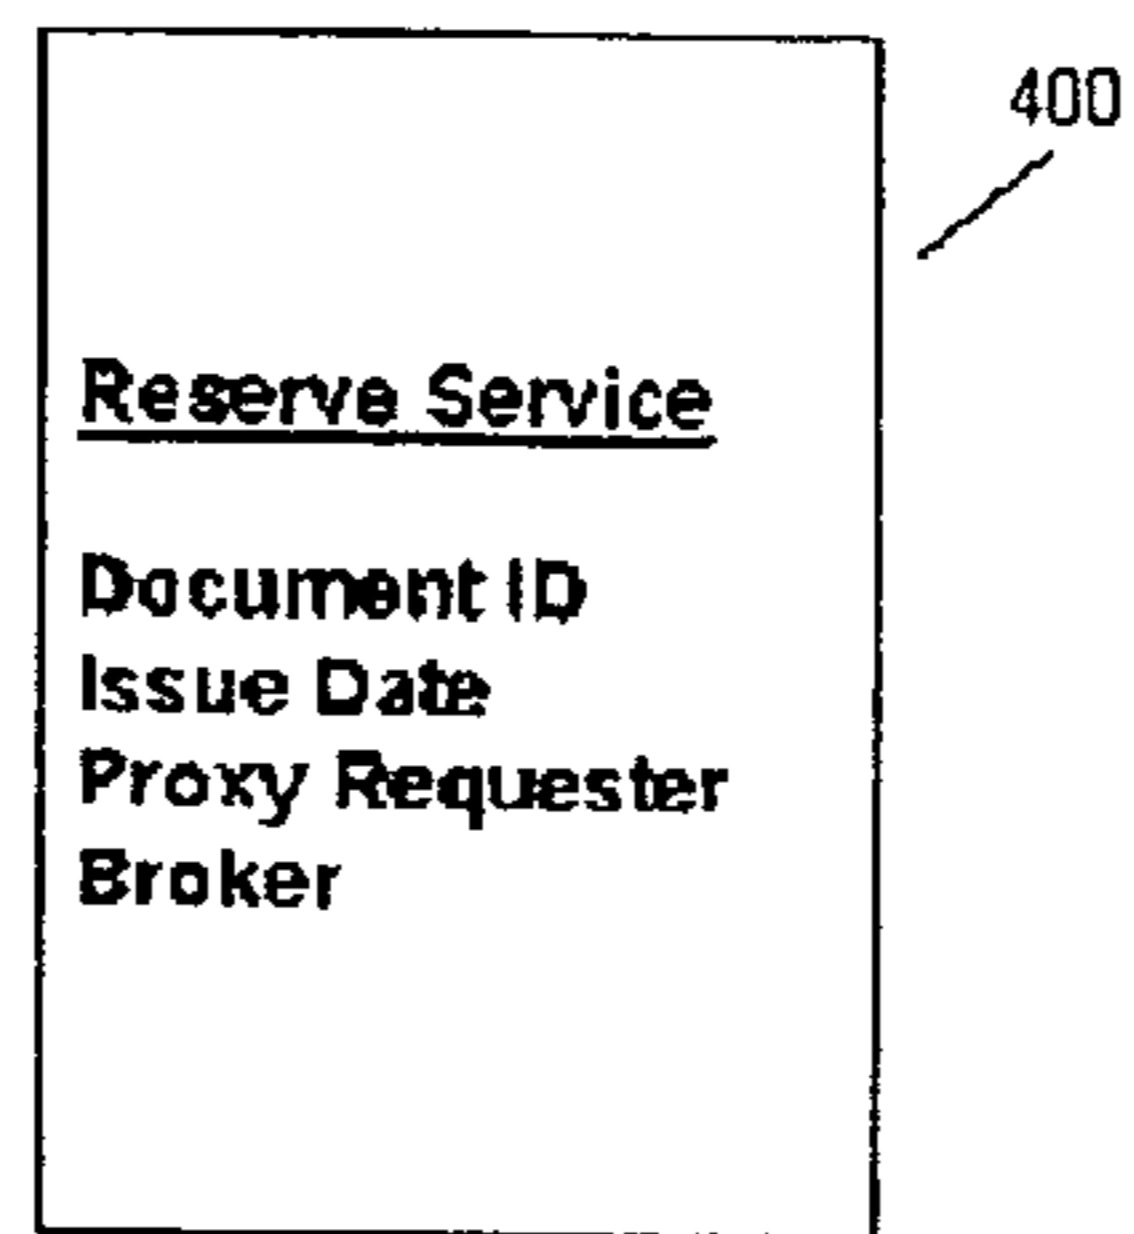 400
Reserve Service
Document ID
Issue Date
Proxy Requester
Broker